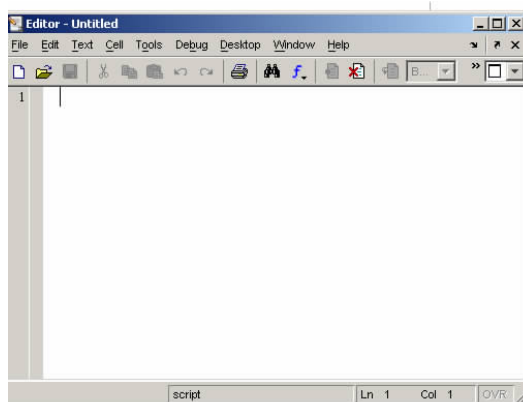 Editor - Untitled
File Edit Text Cell Tools Debug Desktop Window Help
f. B... »
1
script Ln 1 Col 1 OVR